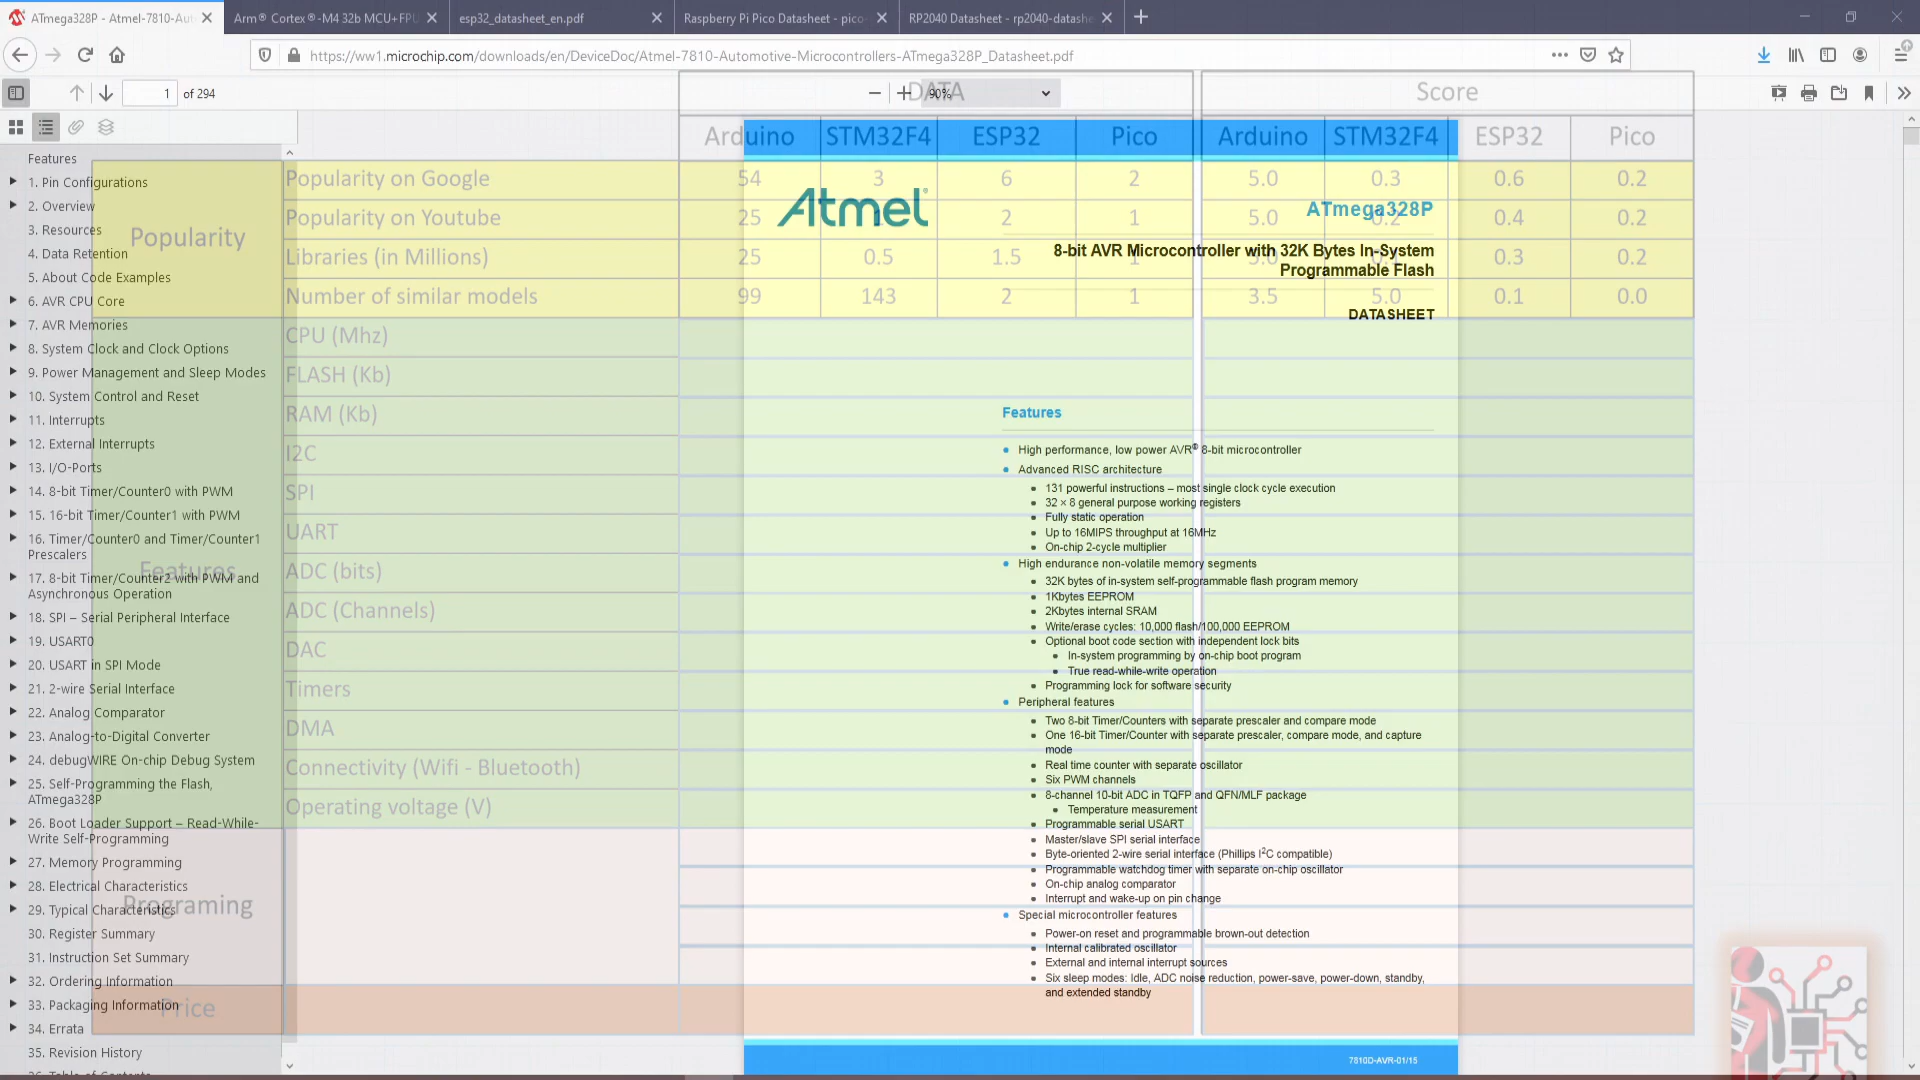 ATmega328P - Atmel-7810-Auto
Arm® Cortex®-M4 32b MCU+FPU
esp32_datasheet_en.pdf
Raspberry Pi Pico Datasheet - pico-
RP2040 Datasheet - rp2040-datashe
https://ww1.microchip.com/downloads/en/DeviceDoc/Atmel-7810-Automotive-Microcontrollers-ATmega328P_Datasheet.pdf
1 of 294
90%
DATA
Score
Arduino STM32F4 ESP32 Pico Arduino STM32F4 ESP32 Pico
Popularity
Popularity on Google 54 3 6 2 5.0 0.3 0.6 0.2
Popularity on Youtube 25 1 2 1 5.0 0.2 0.4 0.2
Libraries (in Millions) 25 0.5 1.5 1 5.0 0.3 0.2
Number of similar models 99 143 2 1 3.5 5.0 0.1 0.0
Features
CPU (Mhz)
FLASH (Kb)
RAM (Kb)
I2C
SPI
UART
ADC (bits)
ADC (Channels)
DAC
Timers
DMA
Connectivity (Wifi - Bluetooth)
Operating voltage (V)
Programing
Price
Features
1. Pin Configurations
2. Overview
3. Resources
4. Data Retention
5. About Code Examples
6. AVR CPU Core
7. AVR Memories
8. System Clock and Clock Options
9. Power Management and Sleep Modes
10. System Control and Reset
11. Interrupts
12. External Interrupts
13. I/O-Ports
14. 8-bit Timer/Counter0 with PWM
15. 16-bit Timer/Counter1 with PWM
16. Timer/Counter0 and Timer/Counter1
Prescalers
17. 8-bit Timer/Counter2 with PWM and
Asynchronous Operation
18. SPI – Serial Peripheral Interface
19. USART0
20. USART in SPI Mode
21. 2-wire Serial Interface
22. Analog Comparator
23. Analog-to-Digital Converter
24. debugWIRE On-chip Debug System
25. Self-Programming the Flash,
ATmega328P
26. Boot Loader Support – Read-While-
Write Self-Programming
27. Memory Programming
28. Electrical Characteristics
29. Typical Characteristics
30. Register Summary
31. Instruction Set Summary
32. Ordering Information
33. Packaging Information
34. Errata
35. Revision History
Atmel®
ATmega328P
8-bit AVR Microcontroller with 32K Bytes In-System
Programmable Flash
DATASHEET
Features
High performance, low power AVR® 8-bit microcontroller
Advanced RISC architecture
131 powerful instructions – most single clock cycle execution
32 × 8 general purpose working registers
Fully static operation
Up to 16MIPS throughput at 16MHz
On-chip 2-cycle multiplier
High endurance non-volatile memory segments
32K bytes of in-system self-programmable flash program memory
1Kbytes EEPROM
2Kbytes internal SRAM
Write/erase cycles: 10,000 flash/100,000 EEPROM
Optional boot code section with independent lock bits
In-system programming by on-chip boot program
True read-while-write operation
Programming lock for software security
Peripheral features
Two 8-bit Timer/Counters with separate prescaler and compare mode
One 16-bit Timer/Counter with separate prescaler, compare mode, and capture
mode
Real time counter with separate oscillator
Six PWM channels
8-channel 10-bit ADC in TQFP and QFN/MLF package
Temperature measurement
Programmable serial USART
Master/slave SPI serial interface
Byte-oriented 2-wire serial interface (Phillips I2C compatible)
Programmable watchdog timer with separate on-chip oscillator
On-chip analog comparator
Interrupt and wake-up on pin change
Special microcontroller features
Power-on reset and programmable brown-out detection
Internal calibrated oscillator
External and internal interrupt sources
Six sleep modes: Idle, ADC noise reduction, power-save, power-down, standby,
and extended standby
7810D-AVR-01/15